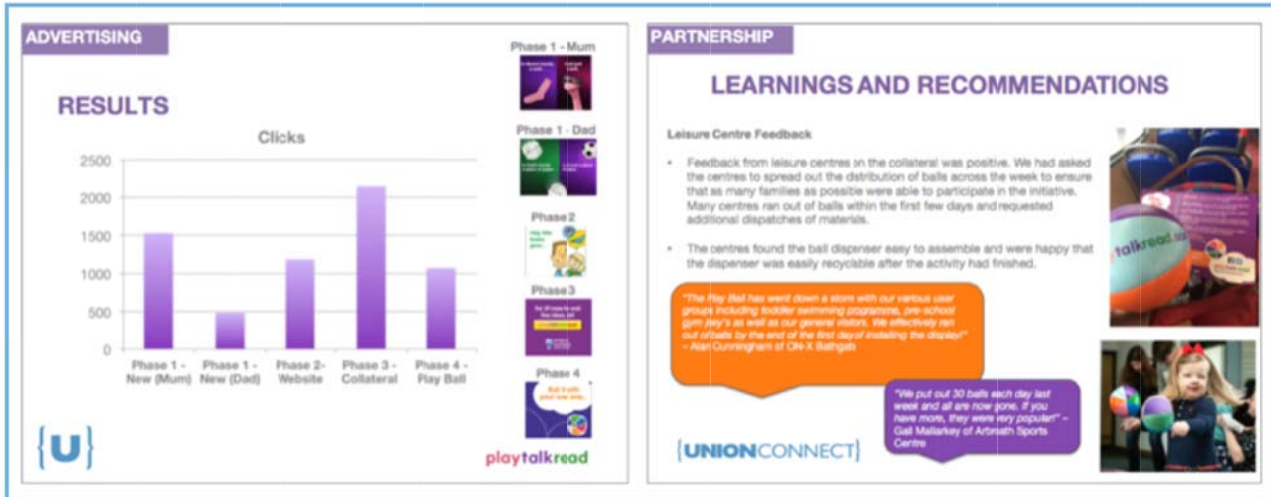 ADVERTISING
RESULTS
Clicks
2500
2000
1500
1000
500
0
Phase 1 - New (Mum)
Phase 1 - New (Dad)
Phase 2- Website
Phase 3 - Collateral
Phase 4 - Play Ball
Phase 1 - Mum
Phase 1 - Dad
Phase 2
Phase 3
Phase 4
{U}
playtalkread
PARTNERSHIP
LEARNINGS AND RECOMMENDATIONS
Leisure Centre Feedback
• Feedback from leisure centres on the collateral was positive. We had asked
the centres to spread out the distribution of balls across the week to ensure
that as many families as possible were able to participate in the initiative.
Many centres ran out of balls within the first few days and requested
additional dispatches of materials.
• The centres found the ball dispenser easy to assemble and were happy that
the dispenser was easily recyclable after the activity had finished.
"The Play Ball has went down a storm with our various user
groups including toddler swimming programme, pre-school
gym as well as our general visitors. We effectively ran
out of balls by the end of the first day of installing the display!"
– Alan Cunningham of ON-X Bathgate
"We put out 30 balls each day last
week and all are now gone. If you
have more, they were very popular!" –
Gail Mallarkey of Arbroath Sports
Centre
{UNIONCONNECT}
talkread